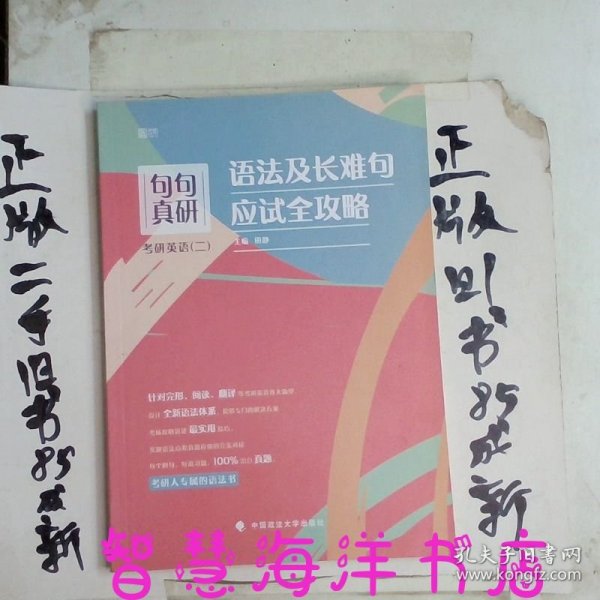 句句
真研
考研英语(二)
语法及长难句
应试全攻略
主编 田静
针对完形、阅读、翻译
全新语法体系
最实用
100%
真题
考研人专属的语法书
中国政法大学出版社
正版二手旧书85成新
正版旧书85成新
智慧海洋书店
孔夫子旧书网
www.kongfz.com